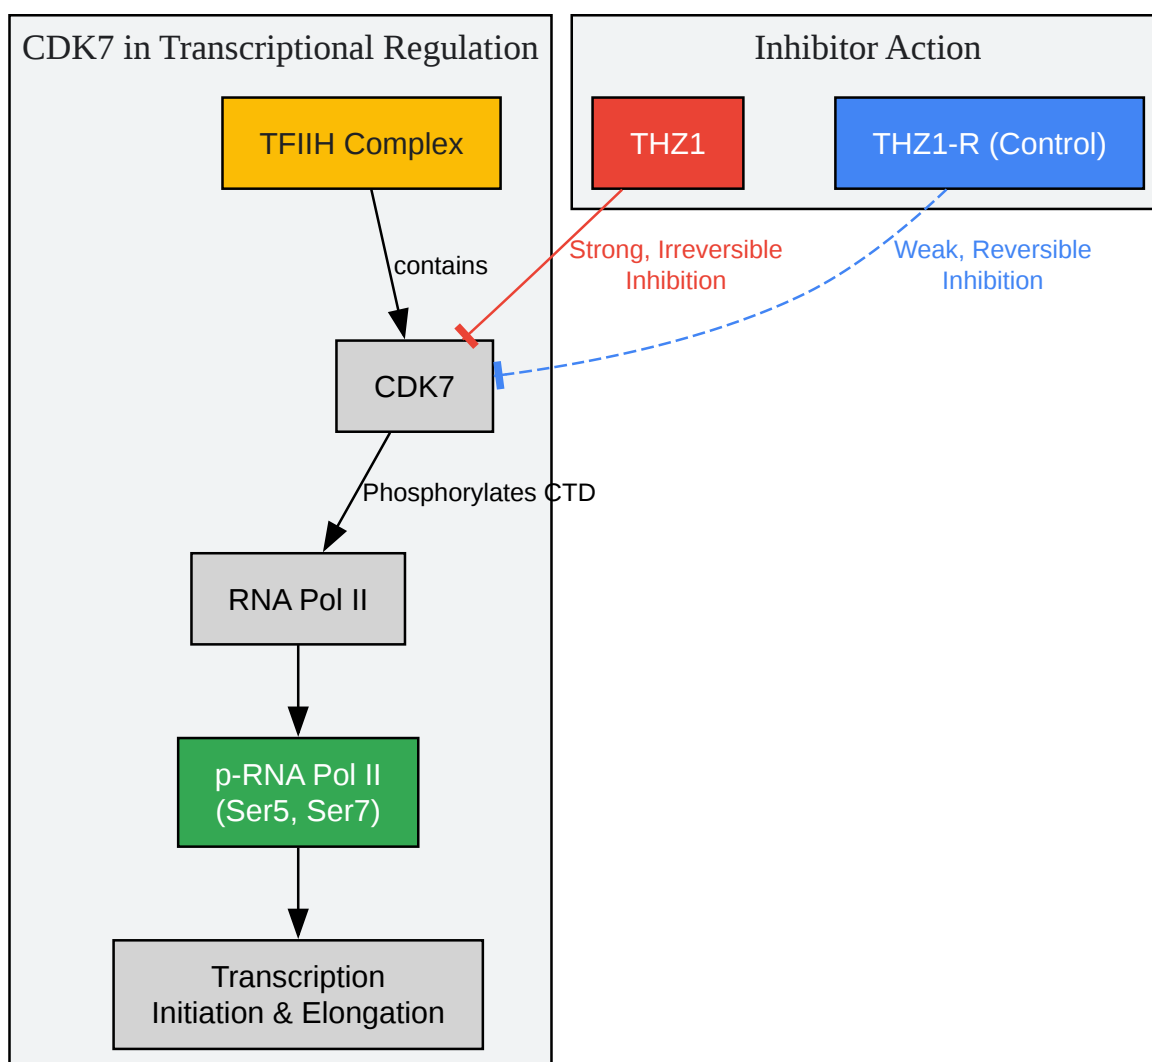 CDK7 in Transcriptional Regulation
Inhibitor Action
TFIIH Complex
THZ1
THZ1-R (Control)
contains
Strong, Irreversible
Inhibition
Weak, Reversible
Inhibition
CDK7
Phosphorylates CTD
RNA Pol II
p-RNA Pol II
(Ser5, Ser7)
Transcription
Initiation & Elongation